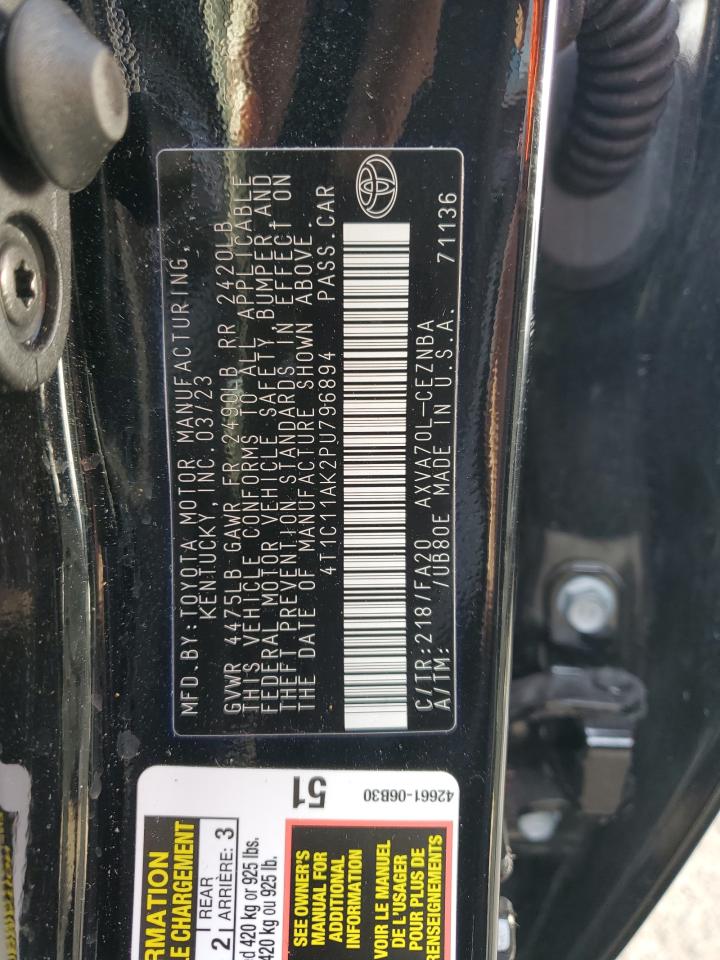 MFD.BY:TOYOTA MOTOR MANUFACTURING,
KENTUCKY, INC. 03/23
GVWR 4475LB GAWR FR 2490LB RR 2420LB
THIS VEHICLE CONFORMS TO ALL APPLICABLE
FEDERAL MOTOR VEHICLE SAFETY, BUMPER AND
THEFT PREVENTION STANDARDS IN EFFECT ON
THE DATE OF MANUFACTURE SHOWN ABOVE.
4T1C11AK2PU796894 PASS.CAR
C/TR:218/FA20 AXVA70L-CEZNBA 71136
A/TM: /UB80E MADE IN U.S.A.
51
42661-06B30
RMATION
E CHARGEMENT
2 REAR
ARRIÈRE: 3
d 420 kg or 925 lbs.
420 kg ou 925 lb.
SEE OWNER'S
MANUAL FOR
ADDITIONAL
INFORMATION
VOIR LE MANUEL
DE L'USAGER
POUR PLUS DE
RENSEIGNEMENTS